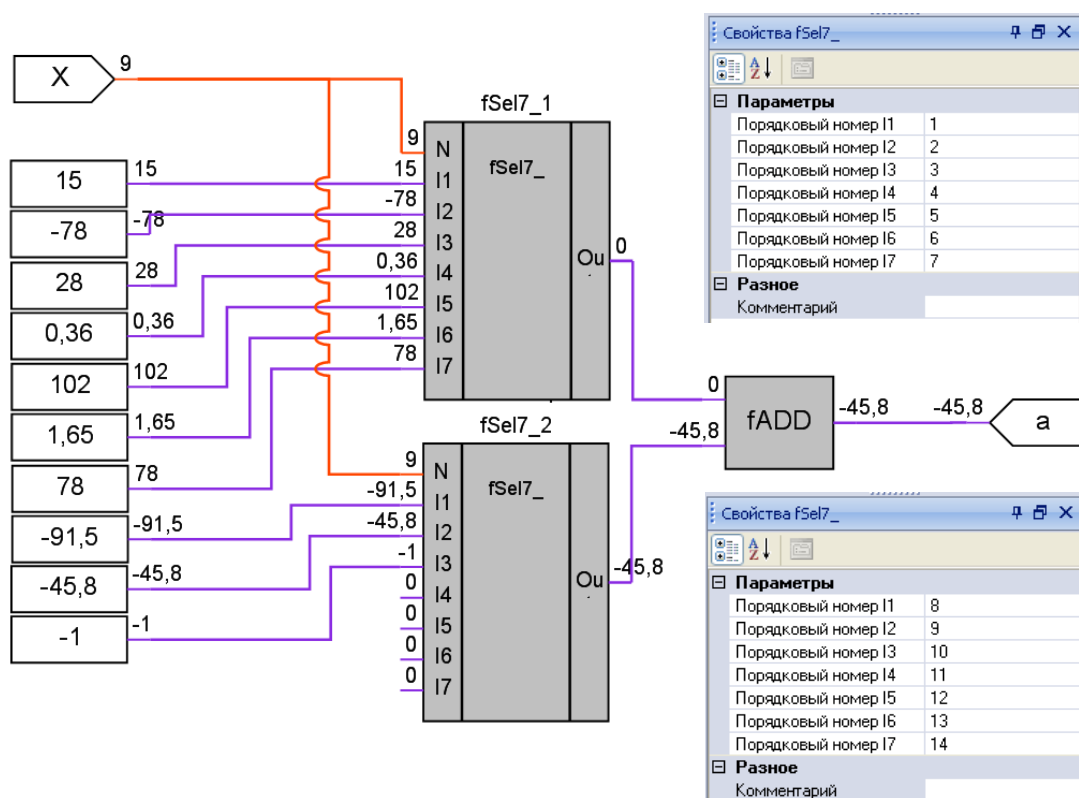 X
9
15
15
-78
-78
28
28
0,36
0,36
102
102
1,65
1,65
78
78
-91,5
-91,5
-45,8
-45,8
-1
-1
fSel7_1
fSel7_
9
N
15
I1
-78
I2
28
I3
0,36
I4
102
I5
1,65
I6
78
I7
Ou
0
fSel7_2
fSel7_
9
N
-91,5
I1
-45,8
I2
-1
I3
0
I4
0
I5
0
I6
0
I7
Ou
-45,8
0
-45,8
fADD
-45,8
-45,8
a
Свойства fSel7_
Параметры
Порядковый номер I1 1
Порядковый номер I2 2
Порядковый номер I3 3
Порядковый номер I4 4
Порядковый номер I5 5
Порядковый номер I6 6
Порядковый номер I7 7
Разное
Комментарий
Свойства fSel7_
Параметры
Порядковый номер I1 8
Порядковый номер I2 9
Порядковый номер I3 10
Порядковый номер I4 11
Порядковый номер I5 12
Порядковый номер I6 13
Порядковый номер I7 14
Разное
Комментарий